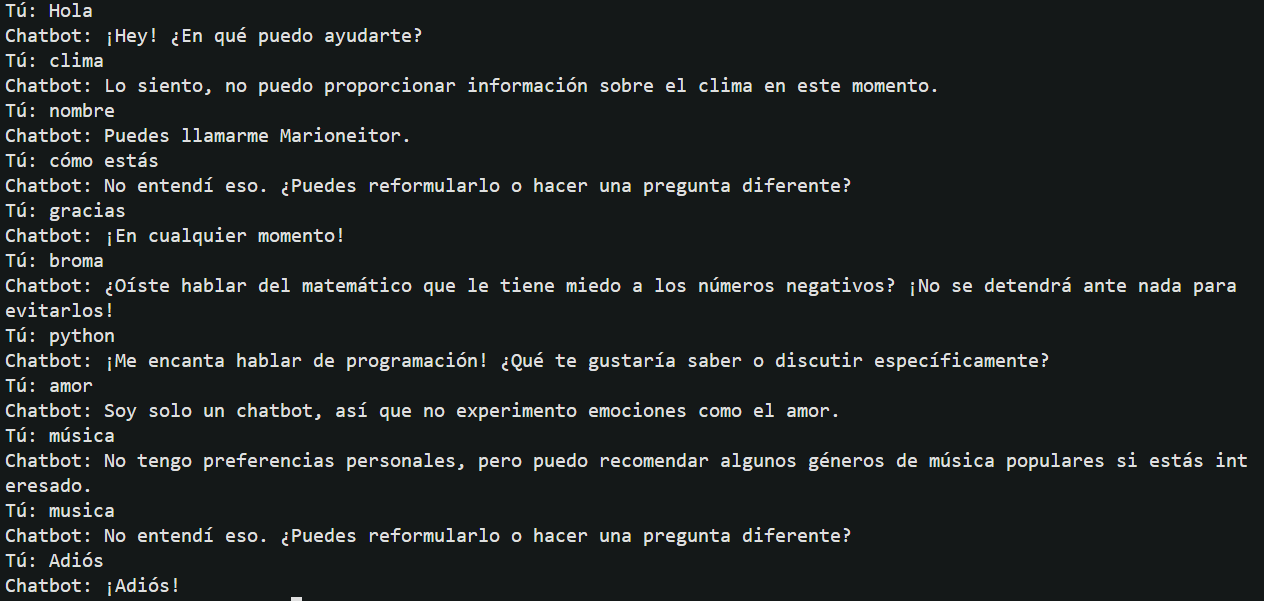 Tú: Hola
Chatbot: ¡Hey! ¿En qué puedo ayudarte?
Tú: clima
Chatbot: Lo siento, no puedo proporcionar información sobre el clima en este momento.
Tú: nombre
Chatbot: Puedes llamarme Marioneitor.
Tú: cómo estás
Chatbot: No entendí eso. ¿Puedes reformularlo o hacer una pregunta diferente?
Tú: gracias
Chatbot: ¡En cualquier momento!
Tú: broma
Chatbot: ¿Oíste hablar del matemático que le tiene miedo a los números negativos? ¡No se detendrá ante nada para
evitarlos!
Tú: python
Chatbot: ¡Me encanta hablar de programación! ¿Qué te gustaría saber o discutir específicamente?
Tú: amor
Chatbot: Soy solo un chatbot, así que no experimento emociones como el amor.
Tú: música
Chatbot: No tengo preferencias personales, pero puedo recomendar algunos géneros de música populares si estás int
eresado.
Tú: musica
Chatbot: No entendí eso. ¿Puedes reformularlo o hacer una pregunta diferente?
Tú: Adiós
Chatbot: ¡Adiós!